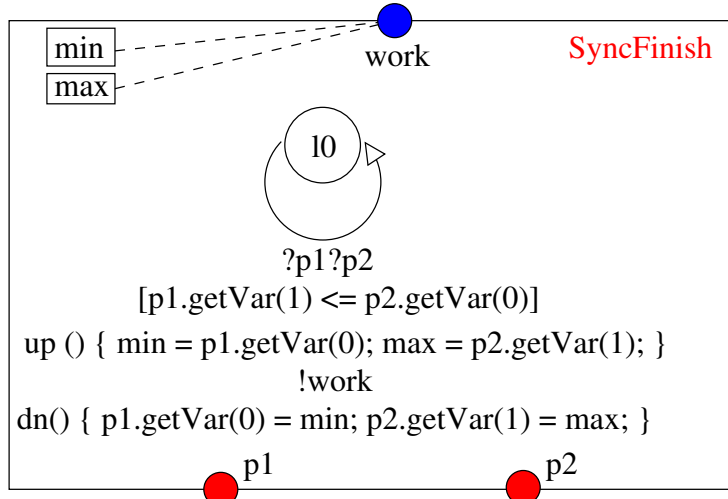 min
work
SyncFinish
max
l0
?p1?p2
[p1.getVar(1) <= p2.getVar(0)]
up () { min = p1.getVar(0); max = p2.getVar(1); }
!work
dn() { p1.getVar(0) = min; p2.getVar(1) = max; }
p1
p2